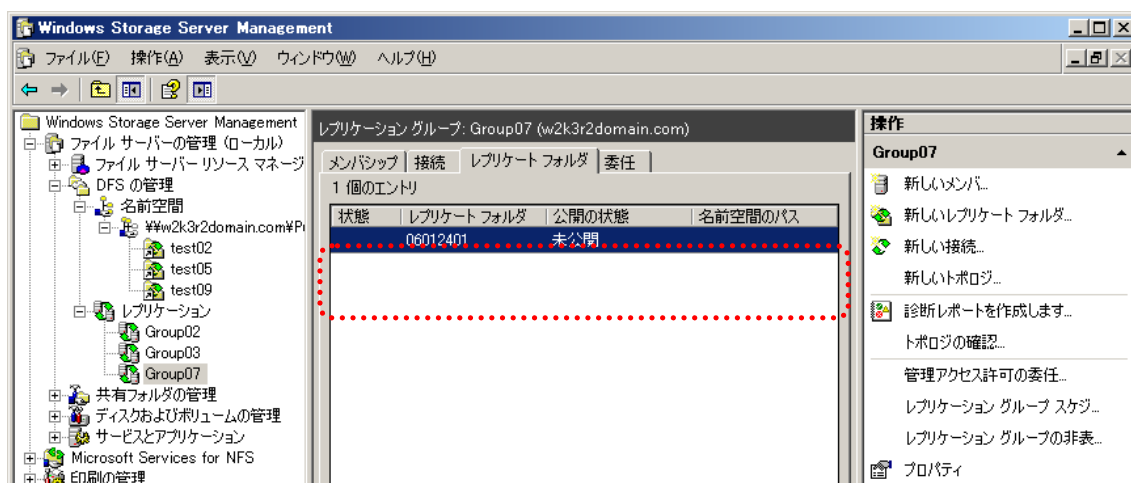 Windows Storage Server Management
ファイル(F) 操作(A) 表示(V) ウィンドウ(W) ヘルプ(H)
Windows Storage Server Management
ファイル サーバーの管理 (ローカル)
ファイル サーバー リソース マネージ
DFS の管理
名前空間
¥¥w2k3r2domain.com¥P
test02
test05
test09
レプリケーション
Group02
Group03
Group07
共有フォルダの管理
ディスクおよびボリュームの管理
サービスとアプリケーション
Microsoft Services for NFS
印刷の管理
レプリケーション グループ: Group07 (w2k3r2domain.com)
メンバシップ 接続 レプリケート フォルダ 委任
1 個のエントリ
状態 レプリケート フォルダ 公開の状態 名前空間のパス
06012401 未公開
操作
Group07
新しいメンバ...
新しいレプリケート フォルダ...
新しい接続...
新しいトポロジ...
診断レポートを作成します...
トポロジの確認...
管理アクセス許可の委任...
レプリケーション グループ スケジ...
レプリケーション グループの非表...
プロパティ